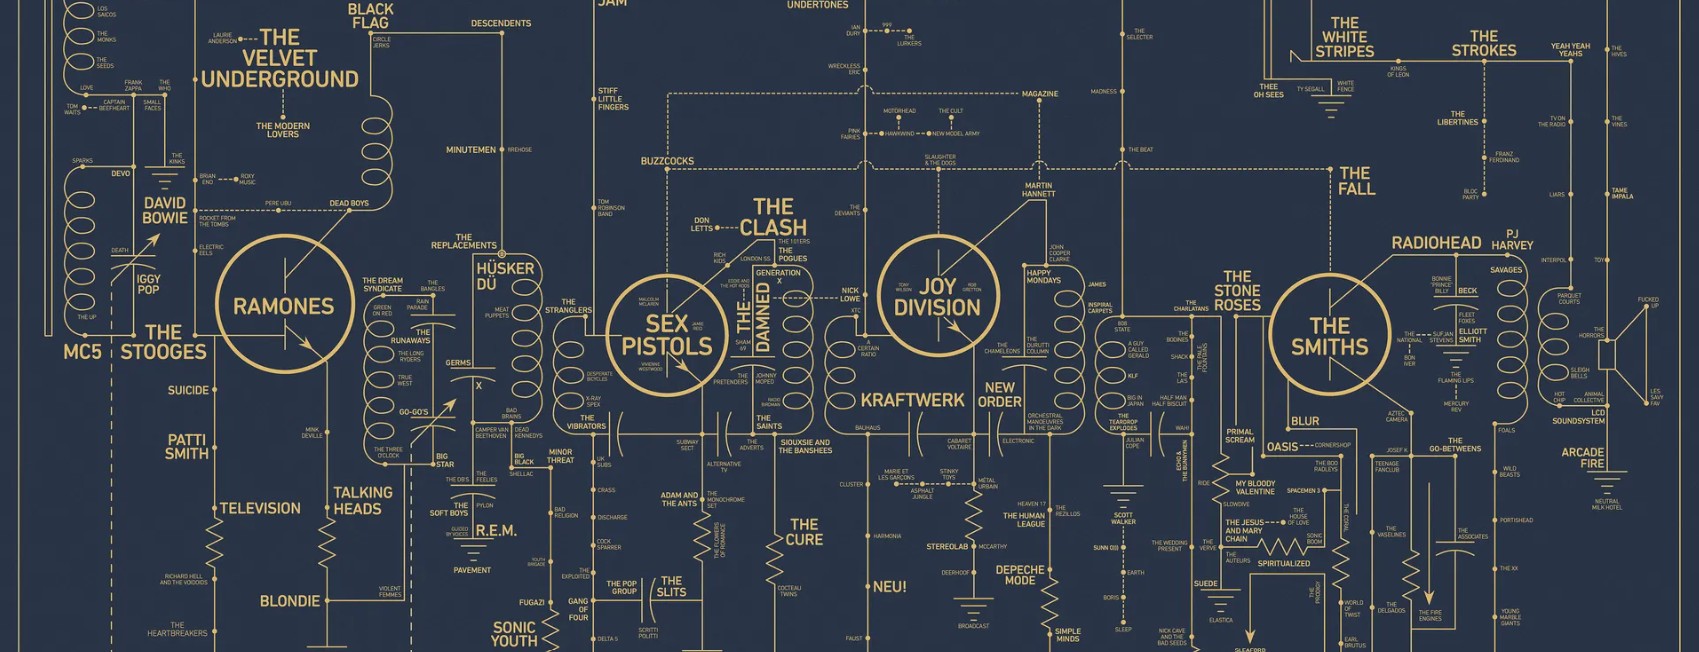 LOS
SAICOS
THE
MONKS
THE
SEEDS
LOVE
FRANK
ZAPPA
THE
WHO
TOM
WAITS
CAPTAIN
BEEFHEART
SMALL
FACES
SPARKS
DEVO
THE
KINKS
LAURIE
ANDERSON
THE
VELVET
UNDERGROUND
THE MODERN
LOVERS
BLACK
FLAG
CIRCLE
JERKS
DESCENDENTS
MINUTEMEN
BRIAN
ENO
ROXY
MUSIC
DAVID
BOWIE
ROCKET FROM
THE TOMBS
PERE UBU
DEAD BOYS
ELECTRIC
EELS
DEATH
IGGY
POP
THE UP
MC5
THE
STOOGES
RAMONES
SUICIDE
PATTI
SMITH
TELEVISION
RICHARD HELL
AND THE VOIDOIDS
THE
HEARTBREAKERS
MINK
DEVILLE
TALKING
HEADS
BLONDIE
VIOLENT
FEMMES
THE
REPLACEMENTS
HÜSKER
DÜ
THE DREAM
SYNDICATE
THE
BANGLES
GREEN
ON RED
RAIN
PARADE
THE
RUNAWAYS
THE LONG
RYDERS
TRUE
WEST
GO-GO'S
THE THREE
O'CLOCK
BIG
STAR
MEAT
PUPPETS
GERMS
X
BAD
BRAINS
CAMPER VAN
BEETHOVEN
DEAD
KENNEDYS
BIG
BLACK
SHELLAC
MINOR
THREAT
THE DB'S
THE
FEELIES
THE
SOFT BOYS
PYLON
GUIDED
BY VOICES
R.E.M.
PAVEMENT
BAD
RELIGION
YOUTH
BRIGADE
FUGAZI
SONIC
YOUTH
JAM
STIFF
LITTLE
FINGERS
TOM
ROBINSON
BAND
BUZZCOCKS
DON
LETTS
THE
CLASH
THE 101ERS
THE
POGUES
RICH
KIDS
LONDON SS
GENERATION
X
EDDIE AND
THE HOT RODS
THE
DAMNED
SHAM
69
THE
STRANGLERS
MALCOLM
MCLAREN
SEX
PISTOLS
JAMIE
REID
VIVIENNE
WESTWOOD
THE
PRETENDERS
JOHNNY
MOPED
RADIO
BIRDMAN
DESPERATE
BICYCLES
X-RAY
SPEX
THE
VIBRATORS
SUBWAY
SECT
THE
ADVERTS
THE
SAINTS
SIOUXSIE AND
THE BANSHEES
UK
SUBS
ALTERNATIVE
TV
CRASS
DISCHARGE
COCK
SPARRER
THE
EXPLOITED
GANG
OF
FOUR
DELTA 5
ADAM AND
THE ANTS
THE
MONOCHROME
SET
THE FLOWERS
OF ROMANCE
THE POP
GROUP
THE
SLITS
SCRITTI
POLITTI
THE
CURE
COCTEAU
TWINS
UNDERTONES
IAN
DURY
999
THE
LURKERS
WRECKLESS
ERIC
MAGAZINE
MOTORHEAD
THE CULT
PINK
FAIRIES
HAWKWIND
NEW MODEL ARMY
SLAUGHTER
& THE DOGS
THE
DEVIANTS
MARTIN
HANNETT
NICK
LOWE
XTC
A
CERTAIN
RATIO
TONY
WILSON
ROB
GRETTON
JOY
DIVISION
JOHN
COOPER
CLARKE
HAPPY
MONDAYS
THE
CHAMELEONS
THE
DURUTTI
COLUMN
KRAFTWERK
NEW
ORDER
BAUHAUS
CABARET
VOLTAIRE
ELECTRONIC
ORCHESTRAL
MANOEUVRES
IN THE DARK
CLUSTER
MARIE ET
LES GARCONS
STINKY
TOYS
ASPHALT
JUNGLE
METAL
URBAIN
HARMONIA
NEU!
FAUST
STEREOLAB
MCCARTHY
DEERHOOF
BROADCAST
HEAVEN 17
THE HUMAN
LEAGUE
THE
REZILLOS
DEPECHE
MODE
SIMPLE
MINDS
THE
SELECTER
MADNESS
THE BEAT
JAMES
INSPIRAL
CARPETS
THE
CHARLATANS
808
STATE
A GUY
CALLED
GERALD
KLF
BIG IN
JAPAN
THE
TEARDROP
EXPLODES
JULIAN
COPE
THE
BODINES
SHACK
THE PALE
FOUNTAINS
THE
LA'S
HALF MAN
HALF BISCUIT
WAH!
ECHO &
THE BUNNYMEN
SCOTT
WALKER
SUNN O)))
EARTH
BORIS
SLEEP
THE WEDDING
PRESENT
NICK CAVE
AND THE
BAD SEEDS
THE
STONE
ROSES
PRIMAL
SCREAM
RIDE
MY BLOODY
VALENTINE
SLOWDIVE
THE JESUS
AND MARY
CHAIN
THE
HOUSE
OF LOVE
SONIC
BOOM
SPACEMEN 3
THE
VERVE
THE
AUTEURS
SPIRITUALIZED
SUEDE
ELASTICA
THE
PRODIGY
SLEAFORD
THE
WHITE
STRIPES
THEE
OH SEES
TY SEGALL
WHITE
FENCE
KINGS
OF LEON
THE
STROKES
YEAH YEAH
YEAHS
THE
HIVES
THE
LIBERTINES
TV ON
THE RADIO
THE
VINES
FRANZ
FERDINAND
BLOC
PARTY
LIARS
TAME
IMPALA
THE
FALL
THE
SMITHS
RADIOHEAD
PJ
HARVEY
INTERPOL
TOY
BONNIE
'PRINCE'
BILLY
BECK
SAVAGES
FLEET
FOXES
THE
NATIONAL
SUFJAN
STEVENS
ELLIOTT
SMITH
BON
IVER
THE
FLAMING LIPS
MERCURY
REV
PARQUET
COURTS
THE
HORRORS
FUCKED
UP
SLEIGH
BELLS
HOT
CHIP
ANIMAL
COLLECTIVE
LES
SAVY
FAV
LCD
SOUNDSYSTEM
ARCADE
FIRE
NEUTRAL
MILK HOTEL
BLUR
OASIS
CORNERSHOP
THE BOO
RADLEYS
THE CORAL
WORLD
OF
TWIST
EARL
BRUTUS
AZTEC
CAMERA
JOSEF K
TEENAGE
FANCLUB
THE
GO-BETWEENS
THE
VASELINES
THE
ASSOCIATES
THE
DELGADOS
THE FIRE
ENGINES
FOALS
WILD
BEASTS
PORTISHEAD
THE XX
YOUNG
MARBLE
GIANTS